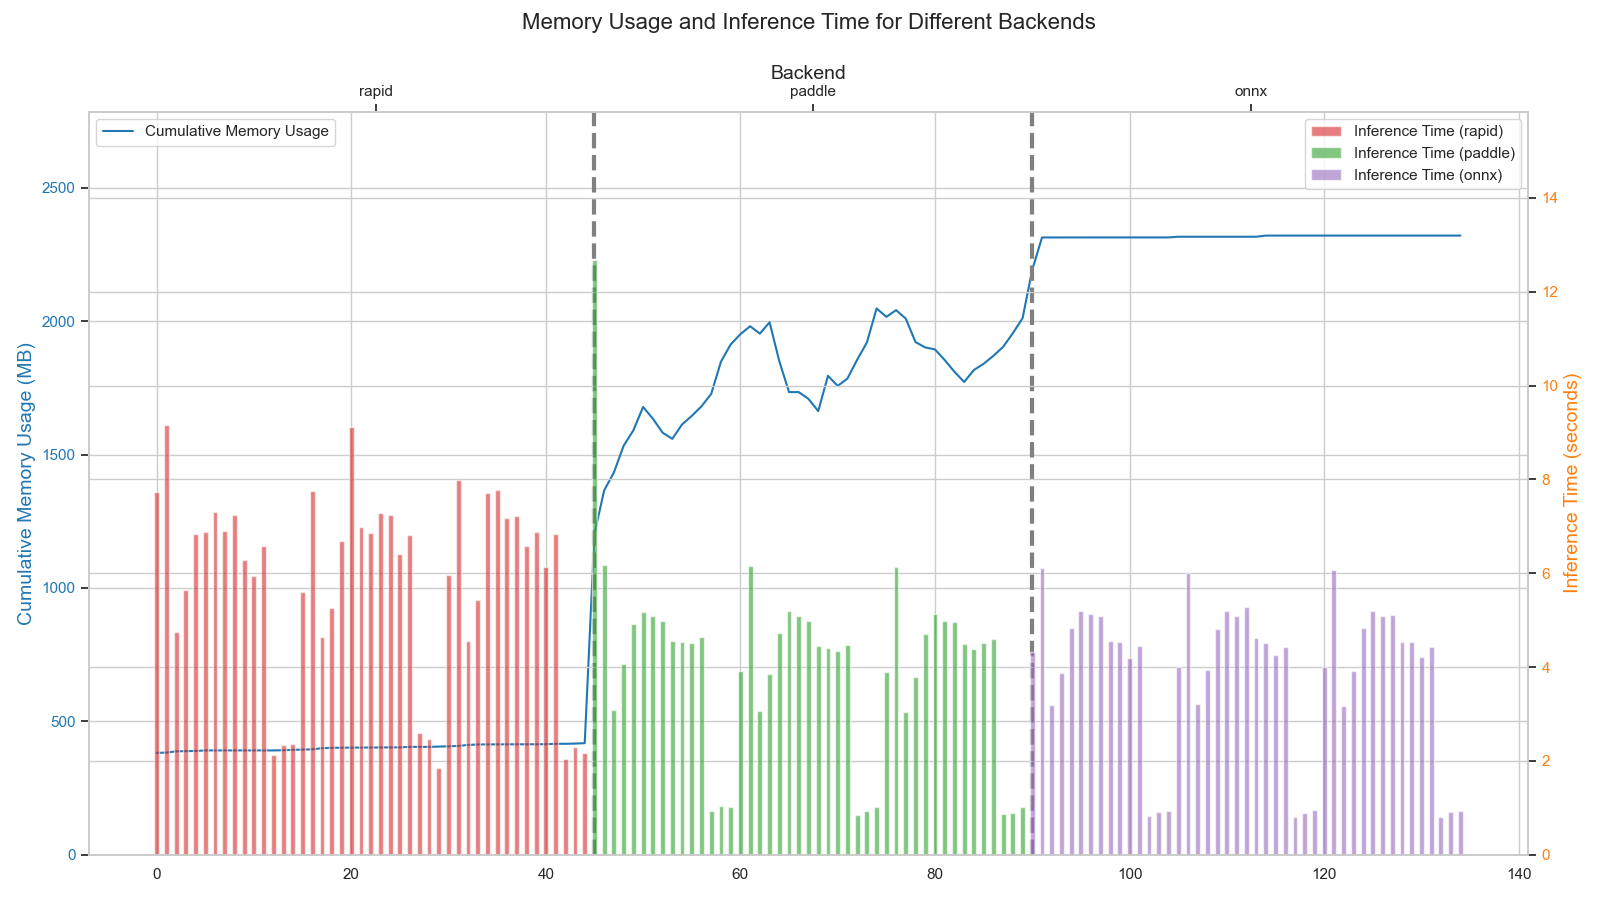 Memory Usage and Inference Time for Different Backends
Backend
rapid paddle onnx
Cumulative Memory Usage
Inference Time (rapid)
Inference Time (paddle)
Inference Time (onnx)
Cumulative Memory Usage (MB)
2500
2000
1500
1000
500
0
14
12
10
8
6
4
2
0
Inference Time (seconds)
0 20 40 60 80 100 120 140